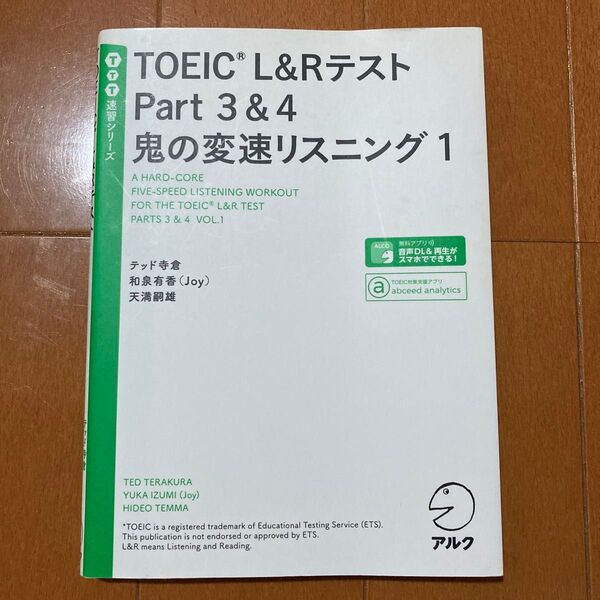 TTT 速習シリーズ
TOEIC® L&Rテスト
Part 3 & 4
鬼の変速リスニング 1
A HARD-CORE
FIVE-SPEED LISTENING WORKOUT
FOR THE TOEIC® L&R TEST
PARTS 3 & 4 VOL.1
ALCO
無料アプリ
音声DL&再生が
スマホでできる!
テッド寺倉
和泉有香(Joy)
天満嗣雄
a
TOEIC対策支援アプリ
abceed analytics
TED TERAKURA
YUKA IZUMI (Joy)
HIDEO TEMMA
*TOEIC is a registered trademark of Educational Testing Service (ETS).
This publication is not endorsed or approved by ETS.
L&R means Listening and Reading.
アルク